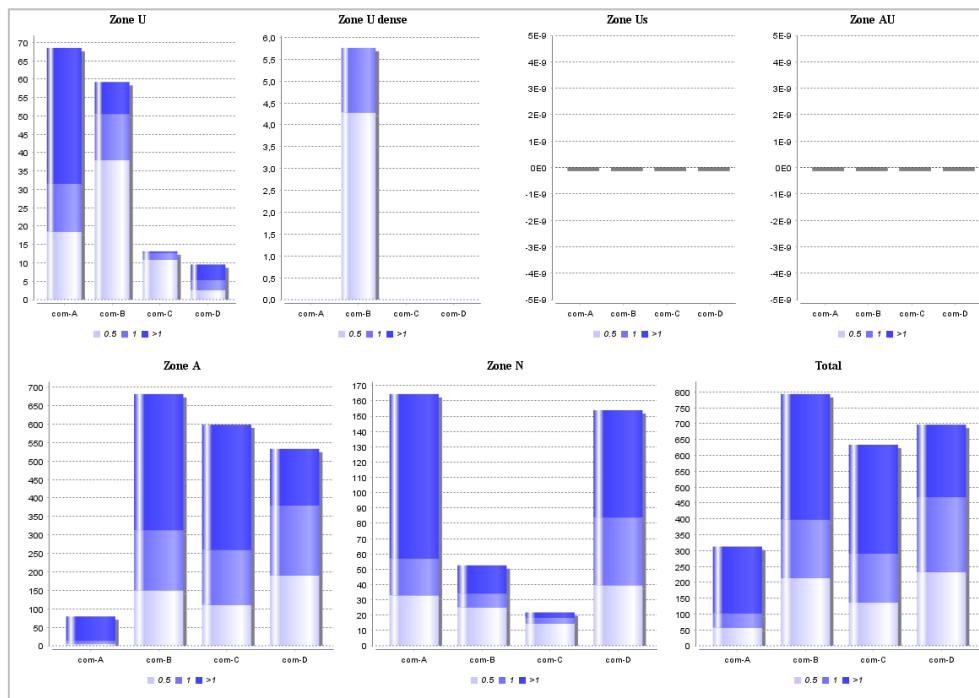 Zone U
70
65
60
55
50
45
40
35
30
25
20
15
10
5
0
com-A com-B com-C com-D
0.5 1 >1
Zone U dense
6,0
5,5
5,0
4,5
4,0
3,5
3,0
2,5
2,0
1,5
1,0
0,5
0,0
com-A com-B com-C com-D
0.5 1 >1
Zone Us
5E-9
4E-9
3E-9
2E-9
1E-9
0E0
-1E-9
-2E-9
-3E-9
-4E-9
-5E-9
com-A com-B com-C com-D
0.5 1 >1
Zone AU
5E-9
4E-9
3E-9
2E-9
1E-9
0E0
-1E-9
-2E-9
-3E-9
-4E-9
-5E-9
com-A com-B com-C com-D
0.5 1 >1
Zone A
700
650
600
550
500
450
400
350
300
250
200
150
100
50
0
com-A com-B com-C com-D
0.5 1 >1
Zone N
170
160
150
140
130
120
110
100
90
80
70
60
50
40
30
20
10
0
com-A com-B com-C com-D
0.5 1 >1
Total
800
750
700
650
600
550
500
450
400
350
300
250
200
150
100
50
0
com-A com-B com-C com-D
0.5 1 >1